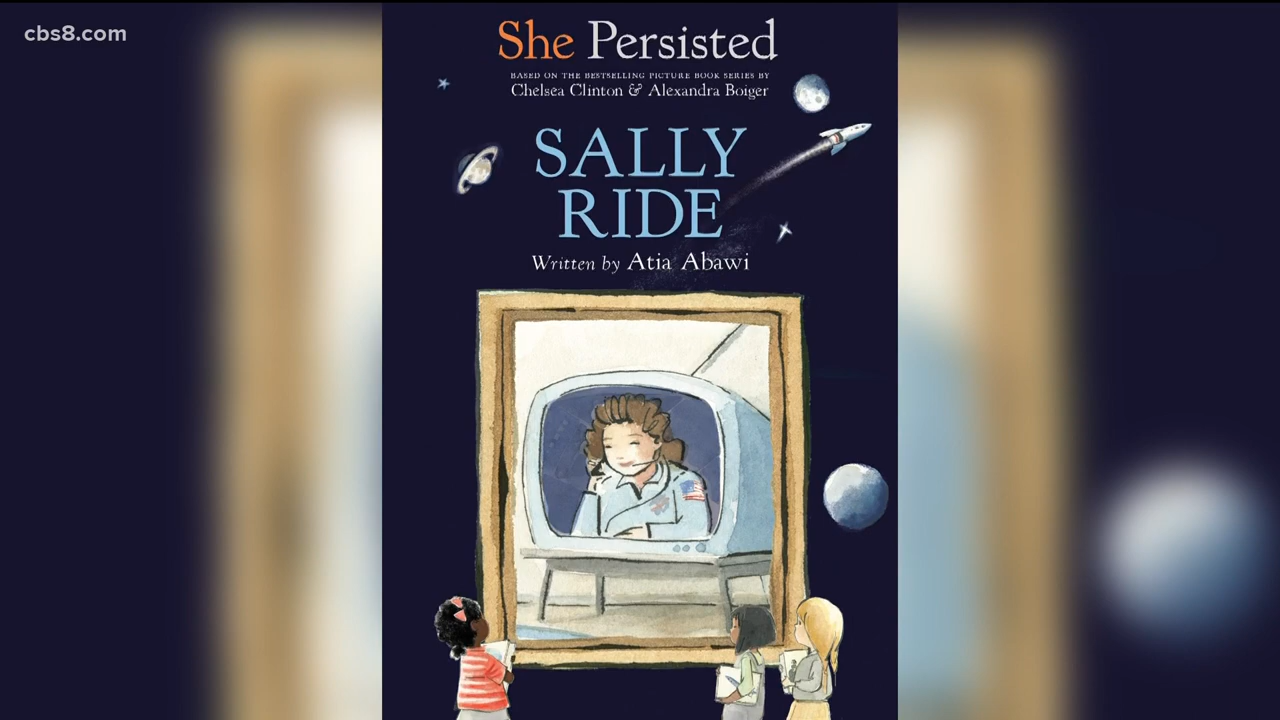 cbs8.com
She Persisted
BASED ON THE BESTSELLING PICTURE BOOK SERIES BY
Chelsea Clinton & Alexandra Boiger
SALLY
RIDE
Written by Atia Abawi